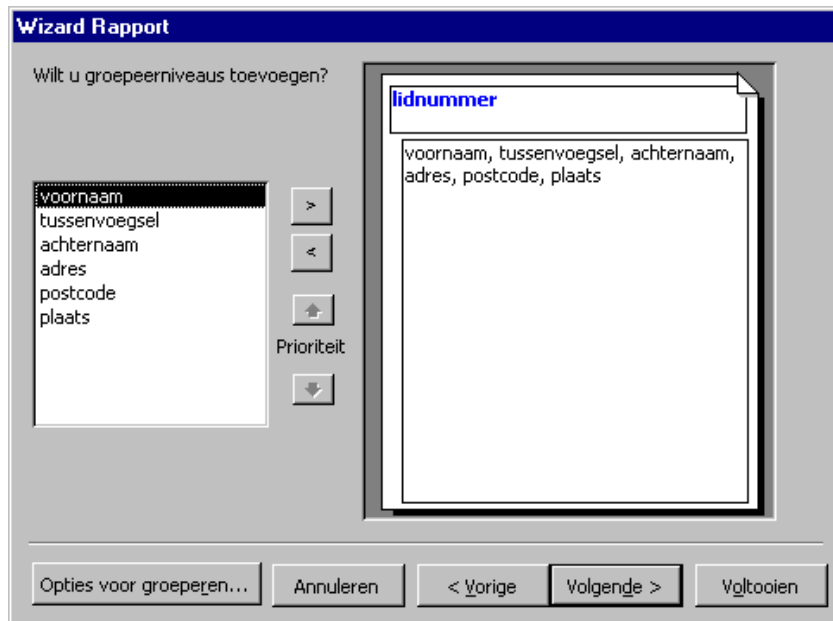 Wizard Rapport
Wilt u groepeerniveaus toevoegen?
lidnummer
voornaam, tussenvoegsel, achternaam,
adres, postcode, plaats
voornaam
tussenvoegsel
achternaam
adres
postcode
plaats
>
<
Prioriteit
Opties voor groeperen...
Annuleren
< Vorige
Volgende >
Voltooien